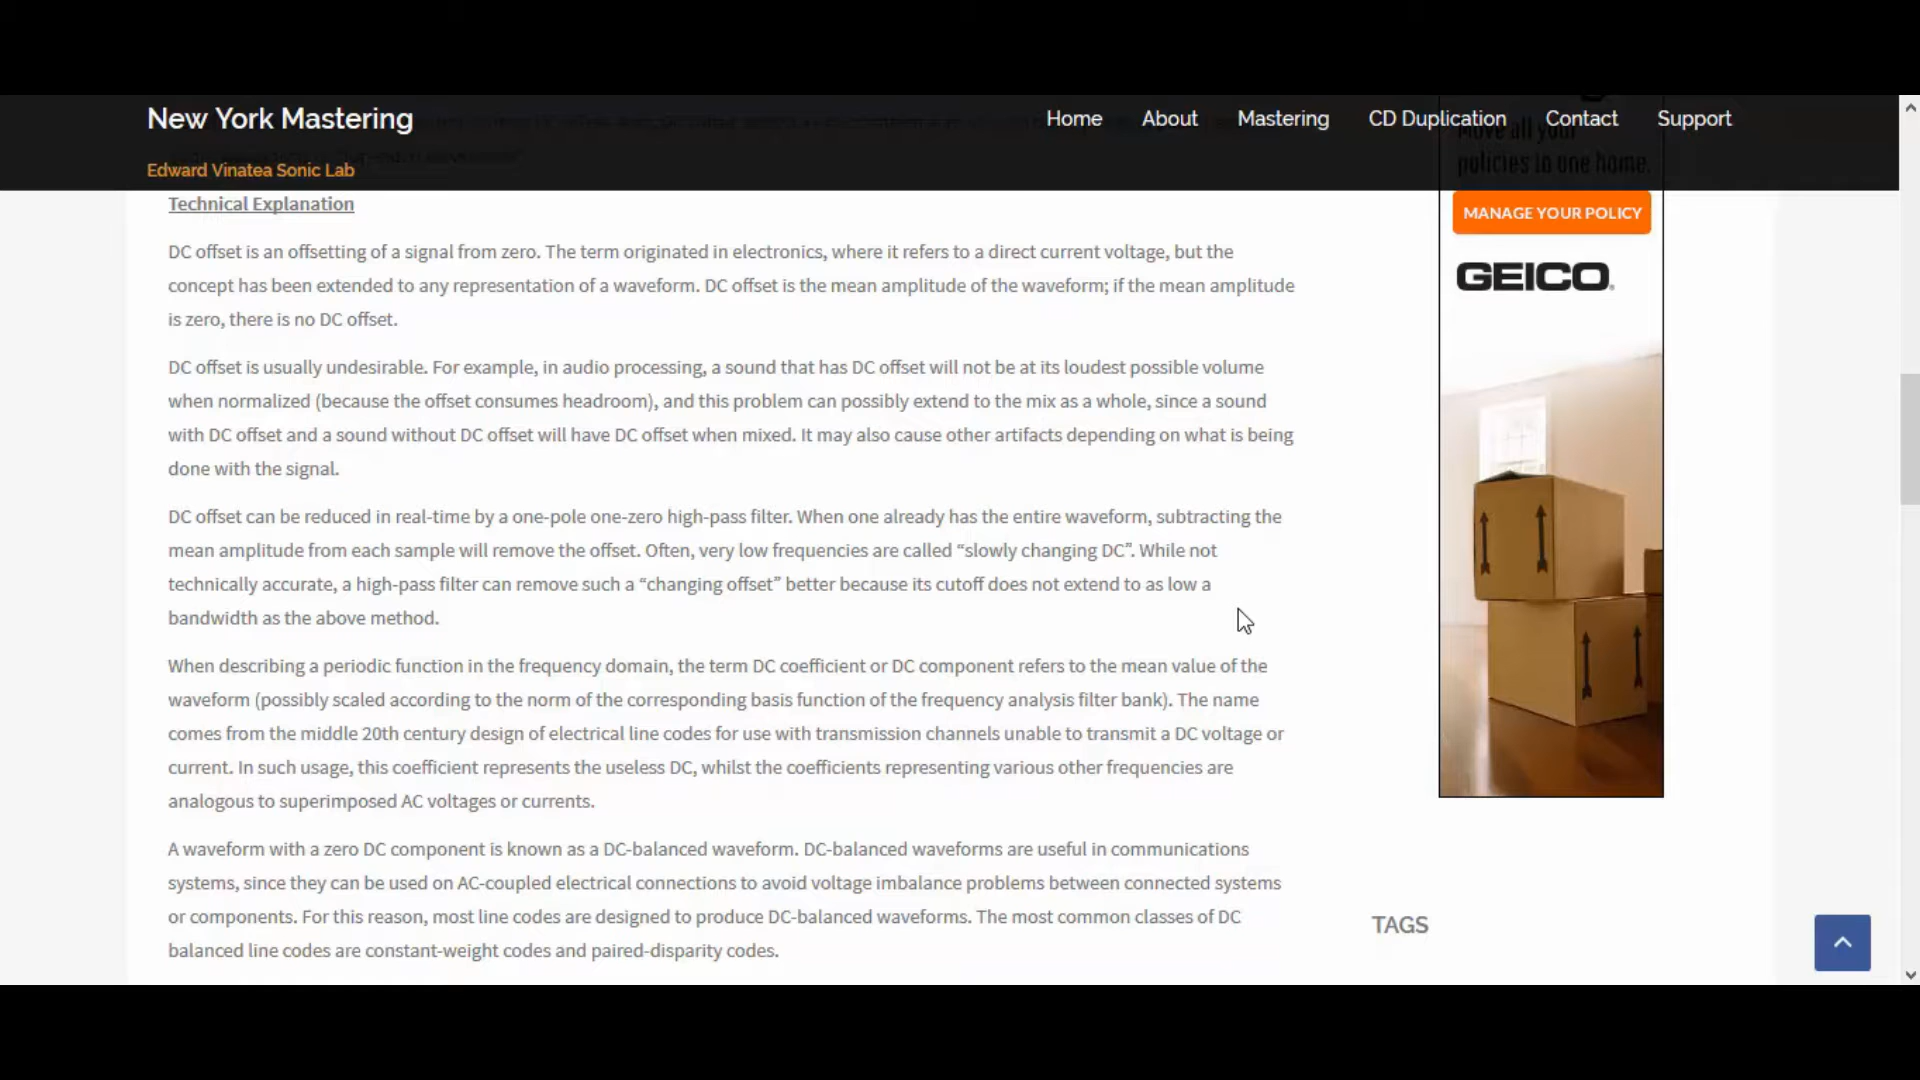 New York Mastering
Home About Mastering CD Duplication Contact Support
Move all your
policies in one home.
Edward Vinatea Sonic Lab
Technical Explanation
MANAGE YOUR POLICY
GEICO.
DC offset is an offsetting of a signal from zero. The term originated in electronics, where it refers to a direct current voltage, but the
concept has been extended to any representation of a waveform. DC offset is the mean amplitude of the waveform; if the mean amplitude
is zero, there is no DC offset.
DC offset is usually undesirable. For example, in audio processing, a sound that has DC offset will not be at its loudest possible volume
when normalized (because the offset consumes headroom), and this problem can possibly extend to the mix as a whole, since a sound
with DC offset and a sound without DC offset will have DC offset when mixed. It may also cause other artifacts depending on what is being
done with the signal.
DC offset can be reduced in real-time by a one-pole one-zero high-pass filter. When one already has the entire waveform, subtracting the
mean amplitude from each sample will remove the offset. Often, very low frequencies are called “slowly changing DC”. While not
technically accurate, a high-pass filter can remove such a “changing offset” better because its cutoff does not extend to as low a
bandwidth as the above method.
When describing a periodic function in the frequency domain, the term DC coefficient or DC component refers to the mean value of the
waveform (possibly scaled according to the norm of the corresponding basis function of the frequency analysis filter bank). The name
comes from the middle 20th century design of electrical line codes for use with transmission channels unable to transmit a DC voltage or
current. In such usage, this coefficient represents the useless DC, whilst the coefficients representing various other frequencies are
analogous to superimposed AC voltages or currents.
A waveform with a zero DC component is known as a DC-balanced waveform. DC-balanced waveforms are useful in communications
systems, since they can be used on AC-coupled electrical connections to avoid voltage imbalance problems between connected systems
or components. For this reason, most line codes are designed to produce DC-balanced waveforms. The most common classes of DC
balanced line codes are constant-weight codes and paired-disparity codes.
TAGS